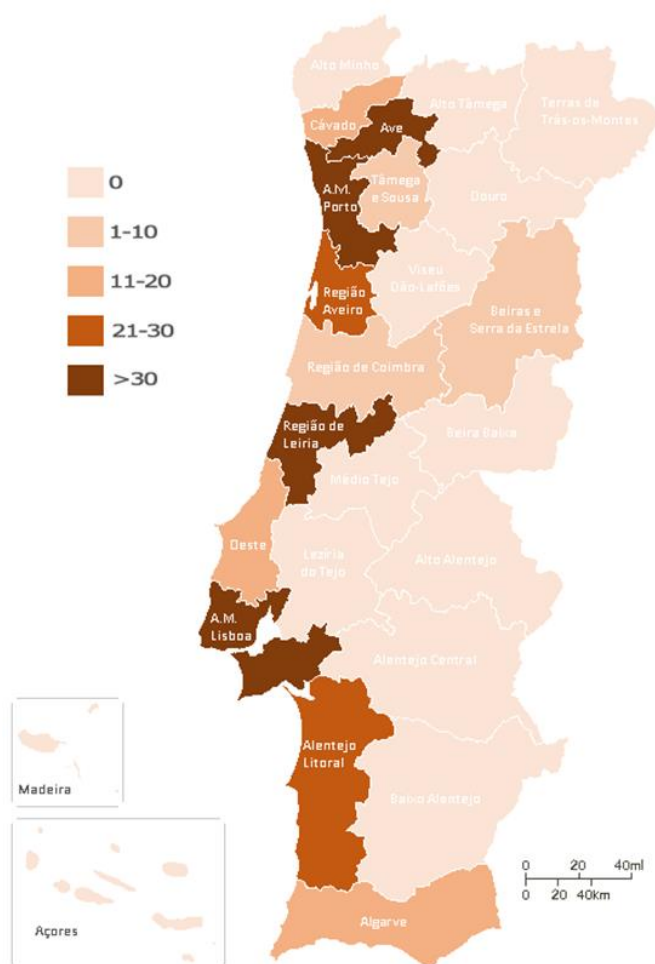 Alto Minho
Cávado
Ave
Alto Tâmega
Terras de
Trás-os-Montes
A.M.
Porto
Tâmega
e Sousa
Douro
Região
Aveiro
Viseu
Dão-Lafões
Beiras e
Serra da Estrela
Região de Coimbra
Região de
Leiria
Beira Baixa
Médio Tejo
Oeste
Lezíria
do Tejo
Alto Alentejo
A.M.
Lisboa
Alentejo Central
Alentejo
Litoral
Baixo Alentejo
Algarve
0
1-10
11-20
21-30
>30
Madeira
Açores
0 20 40ml
0 20 40km